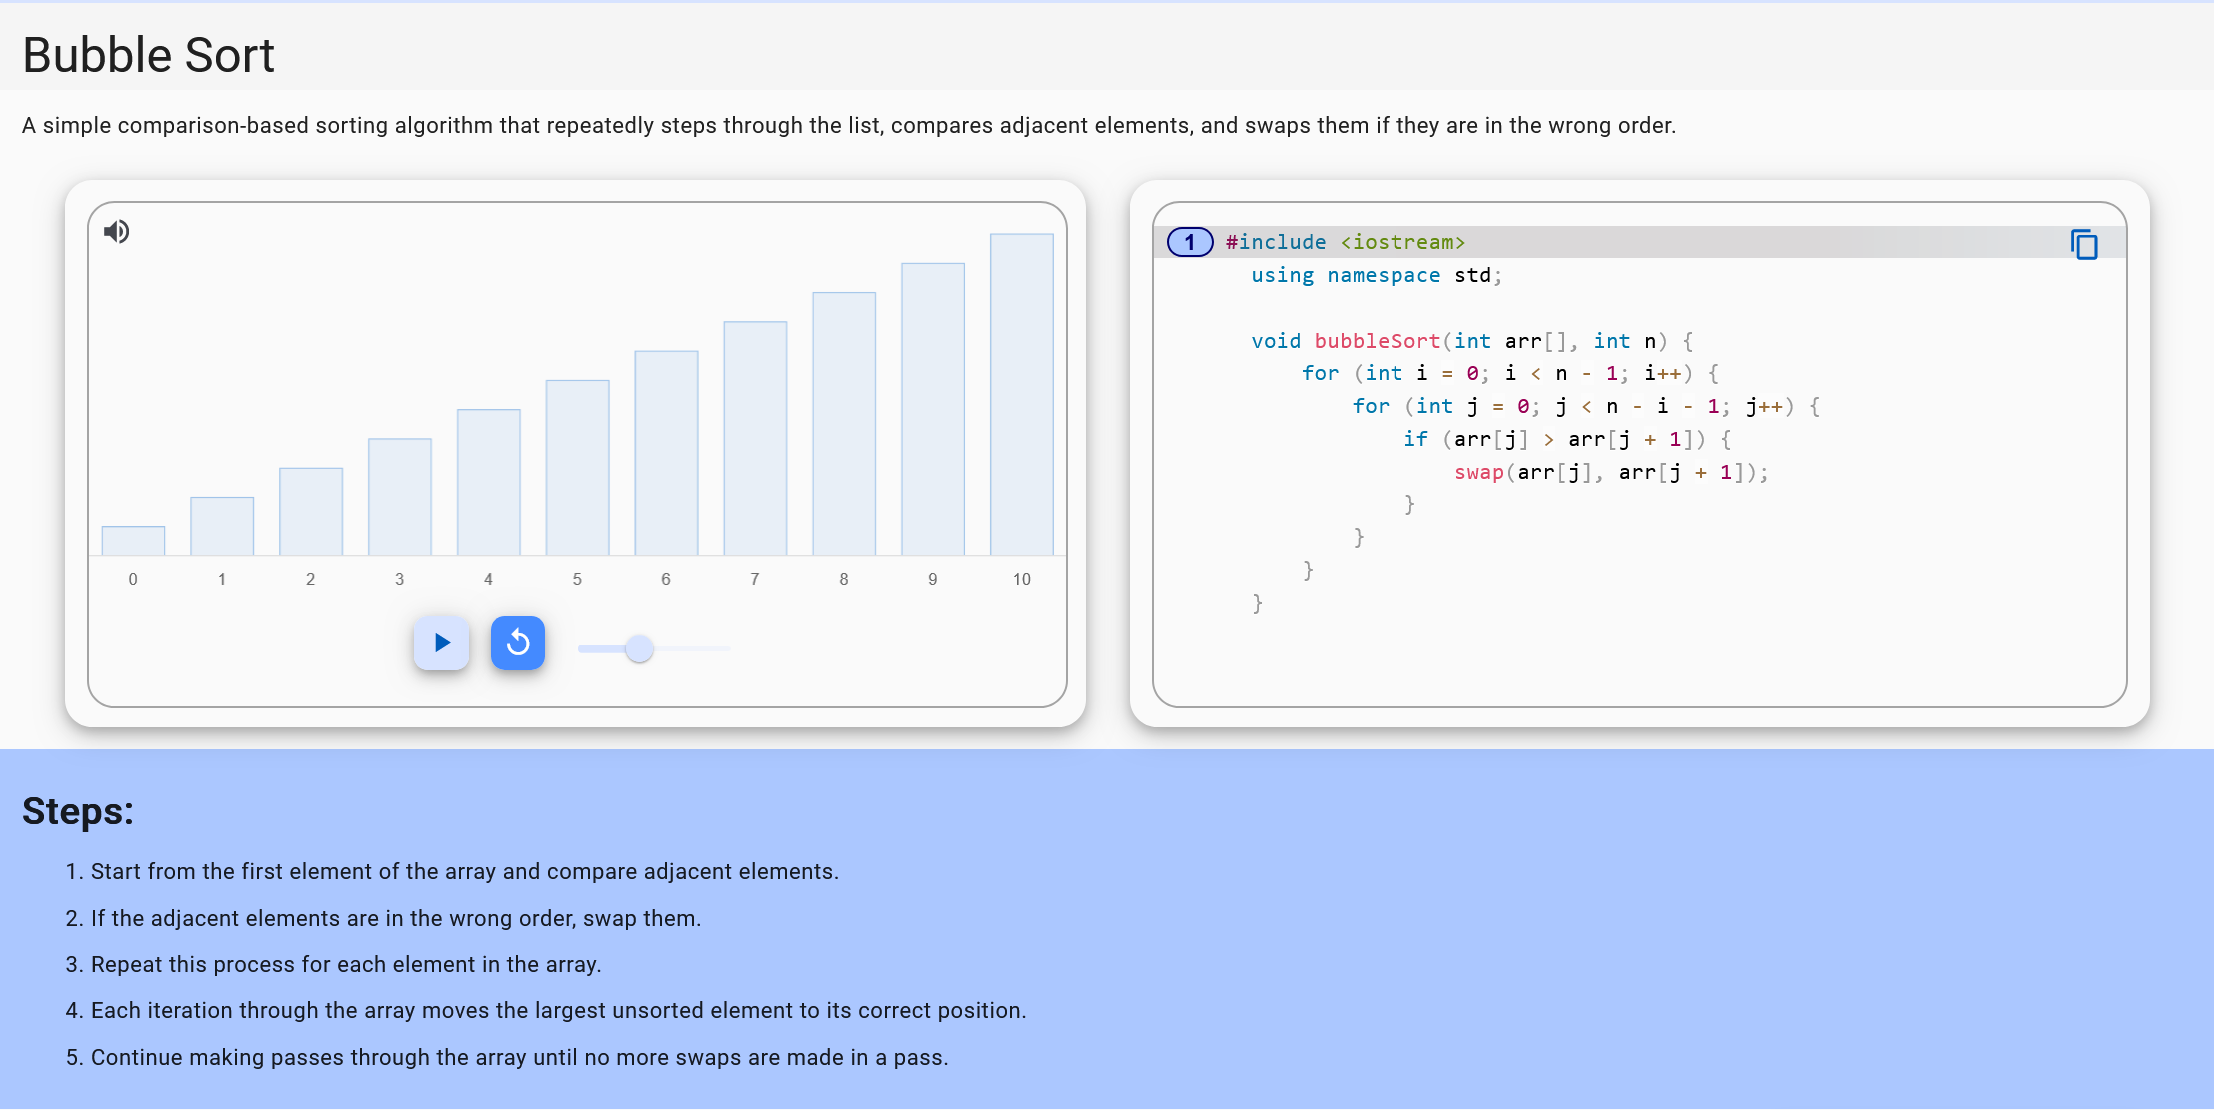 Bubble Sort
A simple comparison-based sorting algorithm that repeatedly steps through the list, compares adjacent elements, and swaps them if they are in the wrong order.
0 1 2 3 4 5 6 7 8 9 10
1 #include <iostream>
using namespace std;
void bubbleSort(int arr[], int n) {
for (int i = 0; i < n - 1; i++) {
for (int j = 0; j < n - i - 1; j++) {
if (arr[j] > arr[j + 1]) {
swap(arr[j], arr[j + 1]);
}
}
}
}
Steps:
1. Start from the first element of the array and compare adjacent elements.
2. If the adjacent elements are in the wrong order, swap them.
3. Repeat this process for each element in the array.
4. Each iteration through the array moves the largest unsorted element to its correct position.
5. Continue making passes through the array until no more swaps are made in a pass.